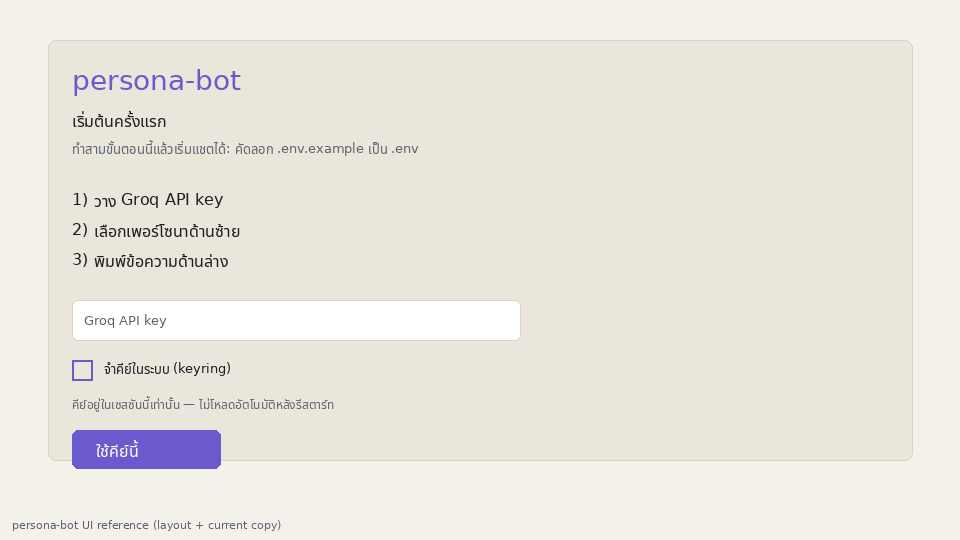 persona-bot
เริ่มต้นครั้งแรก
ทำสามขั้นตอนนี้แล้วเริ่มแชตได้: คัดลอก .env.example เป็น .env
1) วาง Groq API key
2) เลือกเพอร์โซนาด้านซ้าย
3) พิมพ์ข้อความด้านล่าง
Groq API key
จำคีย์ในระบบ (keyring)
คีย์อยู่ในเซสชันนี้เท่านั้น — ไม่โหลดอัตโนมัติหลังรีสตาร์ท
ใช้คีย์นี้
persona-bot UI reference (layout + current copy)